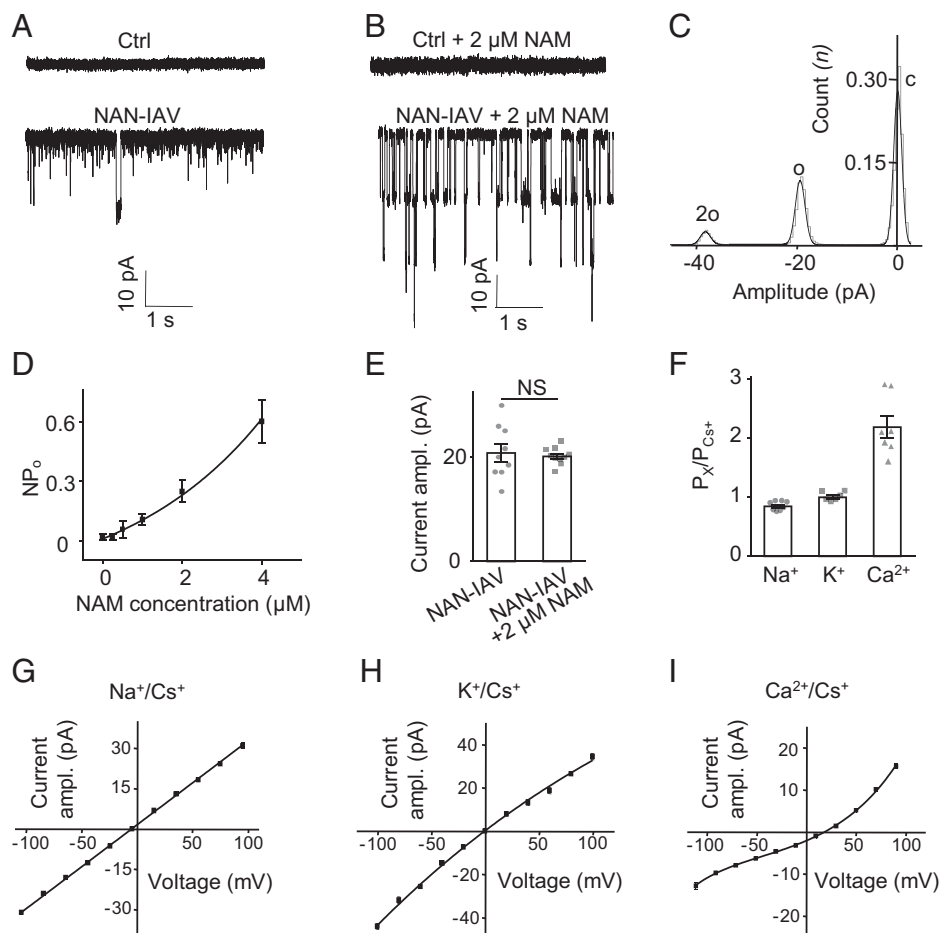 A
Ctrl
NAN-IAV
10 pA
1 s
B
Ctrl + 2 µM NAM
NAN-IAV + 2 µM NAM
10 pA
1 s
C
Count (n)
0.30
0.15
c
o
2o
-40 -20 0
Amplitude (pA)
D
NPo
0.6
0.3
0
0 2 4
NAM concentration (µM)
E
NS
Current ampl. (pA)
20
0
NAN-IAV
NAN-IAV
+2 µM NAM
F
PX/PCs+
3
2
1
0
Na⁺ K⁺ Ca²⁺
G
Na⁺/Cs⁺
Current
ampl. (pA)
30
15
-100 -50 50 100
-15
Voltage (mV)
-30
H
K⁺/Cs⁺
Current
ampl. (pA)
40
20
-100 -50 0 50 100
-20
Voltage (mV)
-40
I
Ca²⁺/Cs⁺
Current
ampl. (pA)
20
10
-100 -50 50 100
-10
Voltage (mV)
-20